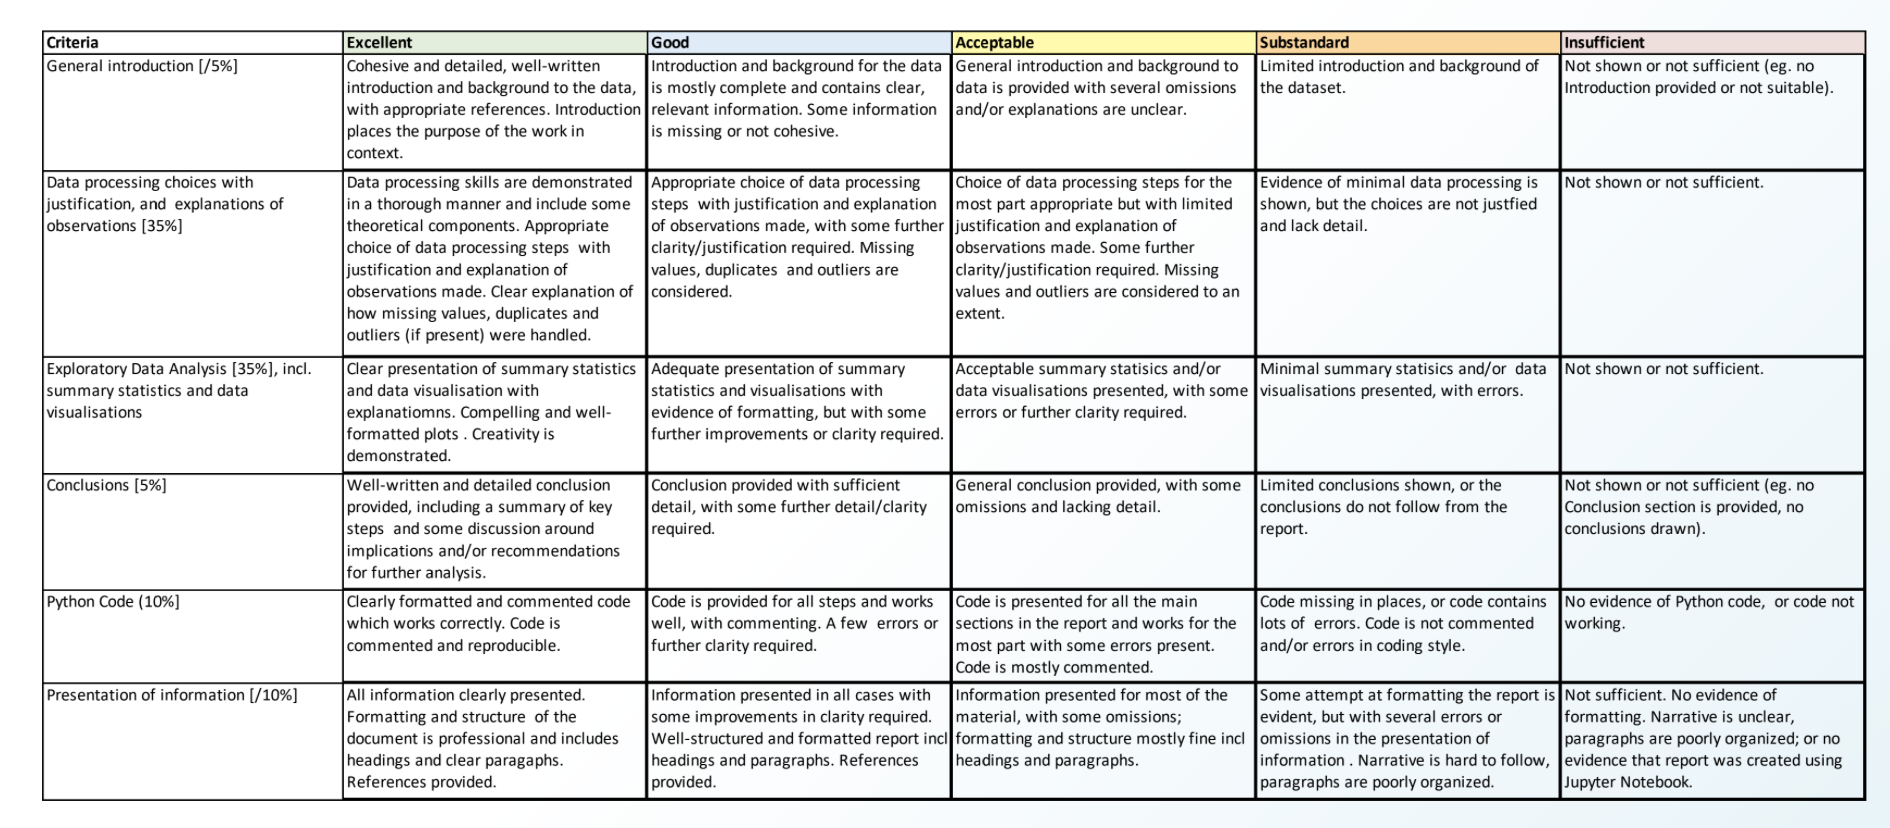 Criteria
Excellent
Good
Acceptable
Substandard
Insufficient
General introduction [/5%]
Cohesive and detailed, well-written
introduction and background to the data,
with appropriate references. Introduction
places the purpose of the work in
context.
Introduction and background for the data
is mostly complete and contains clear,
relevant information. Some information
is missing or not cohesive.
General introduction and background to
data is provided with several omissions
and/or explanations are unclear.
Limited introduction and background of
the dataset.
Not shown or not sufficient (eg. no
Introduction provided or not suitable).
Data processing choices with
justification, and  explanations of
observations [35%]
Data processing skills are demonstrated
in a thorough manner and include some
theoretical components. Appropriate
choice of data processing steps  with
justification and explanation of
observations made. Clear explanation of
how missing values, duplicates and
outliers (if present) were handled.
Appropriate choice of data processing
steps  with justification and explanation
of observations made, with some further
clarity/justification required. Missing
values, duplicates  and outliers are
considered.
Choice of data processing steps for the
most part appropriate but with limited
justification and explanation of
observations made. Some further
clarity/justification required. Missing
values and outliers are considered to an
extent.
Evidence of minimal data processing is
shown, but the choices are not justfied
and lack detail.
Not shown or not sufficient.
Exploratory Data Analysis [35%], incl.
summary statistics and data
visualisations
Clear presentation of summary statistics
and data visualisation with
explanatiomns. Compelling and well-
formatted plots . Creativity is
demonstrated.
Adequate presentation of summary
statistics and visualisations with
evidence of formatting, but with some
further improvements or clarity required.
Acceptable summary statisics and/or
data visualisations presented, with some
errors or further clarity required.
Minimal summary statisics and/or  data
visualisations presented, with errors.
Not shown or not sufficient.
Conclusions [5%]
Well-written and detailed conclusion
provided, including a summary of key
steps  and some discussion around
implications and/or recommendations
for further analysis.
Conclusion provided with sufficient
detail, with some further detail/clarity
required.
General conclusion provided, with some
omissions and lacking detail.
Limited conclusions shown, or the
conclusions do not follow from the
report.
Not shown or not sufficient (eg. no
Conclusion section is provided, no
conclusions drawn).
Python Code (10%]
Clearly formatted and commented code
which works correctly. Code is
commented and reproducible.
Code is provided for all steps and works
well, with commenting. A few  errors or
further clarity required.
Code is presented for all the main
sections in the report and works for the
most part with some errors present.
Code is mostly commented.
Code missing in places, or code contains
lots of  errors. Code is not commented
and/or errors in coding style.
No evidence of Python code,  or code not
working.
Presentation of information [/10%]
All information clearly presented.
Formatting and structure  of the
document is professional and includes
headings and clear paragaphs.
References provided.
Information presented in all cases with
some improvements in clarity required.
Well-structured and formatted report incl
headings and paragraphs. References
provided.
Information presented for most of the
material, with some omissions;
formatting and structure mostly fine incl
headings and paragraphs.
Some attempt at formatting the report is
evident, but with several errors or
omissions in the presentation of
information . Narrative is hard to follow,
paragraphs are poorly organized.
Not sufficient. No evidence of
formatting. Narrative is unclear,
paragraphs are poorly organized; or no
evidence that report was created using
Jupyter Notebook.